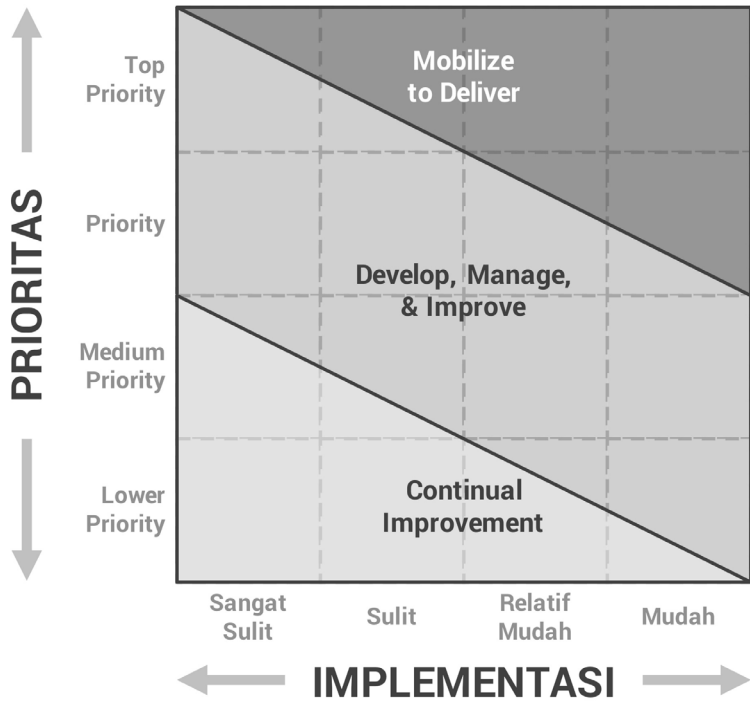 PRIORITAS
Top
Priority
Priority
Medium
Priority
Lower
Priority
Mobilize
to Deliver
Develop, Manage,
& Improve
Continual
Improvement
Sangat
Sulit
Sulit
Relatif
Mudah
Mudah
IMPLEMENTASI